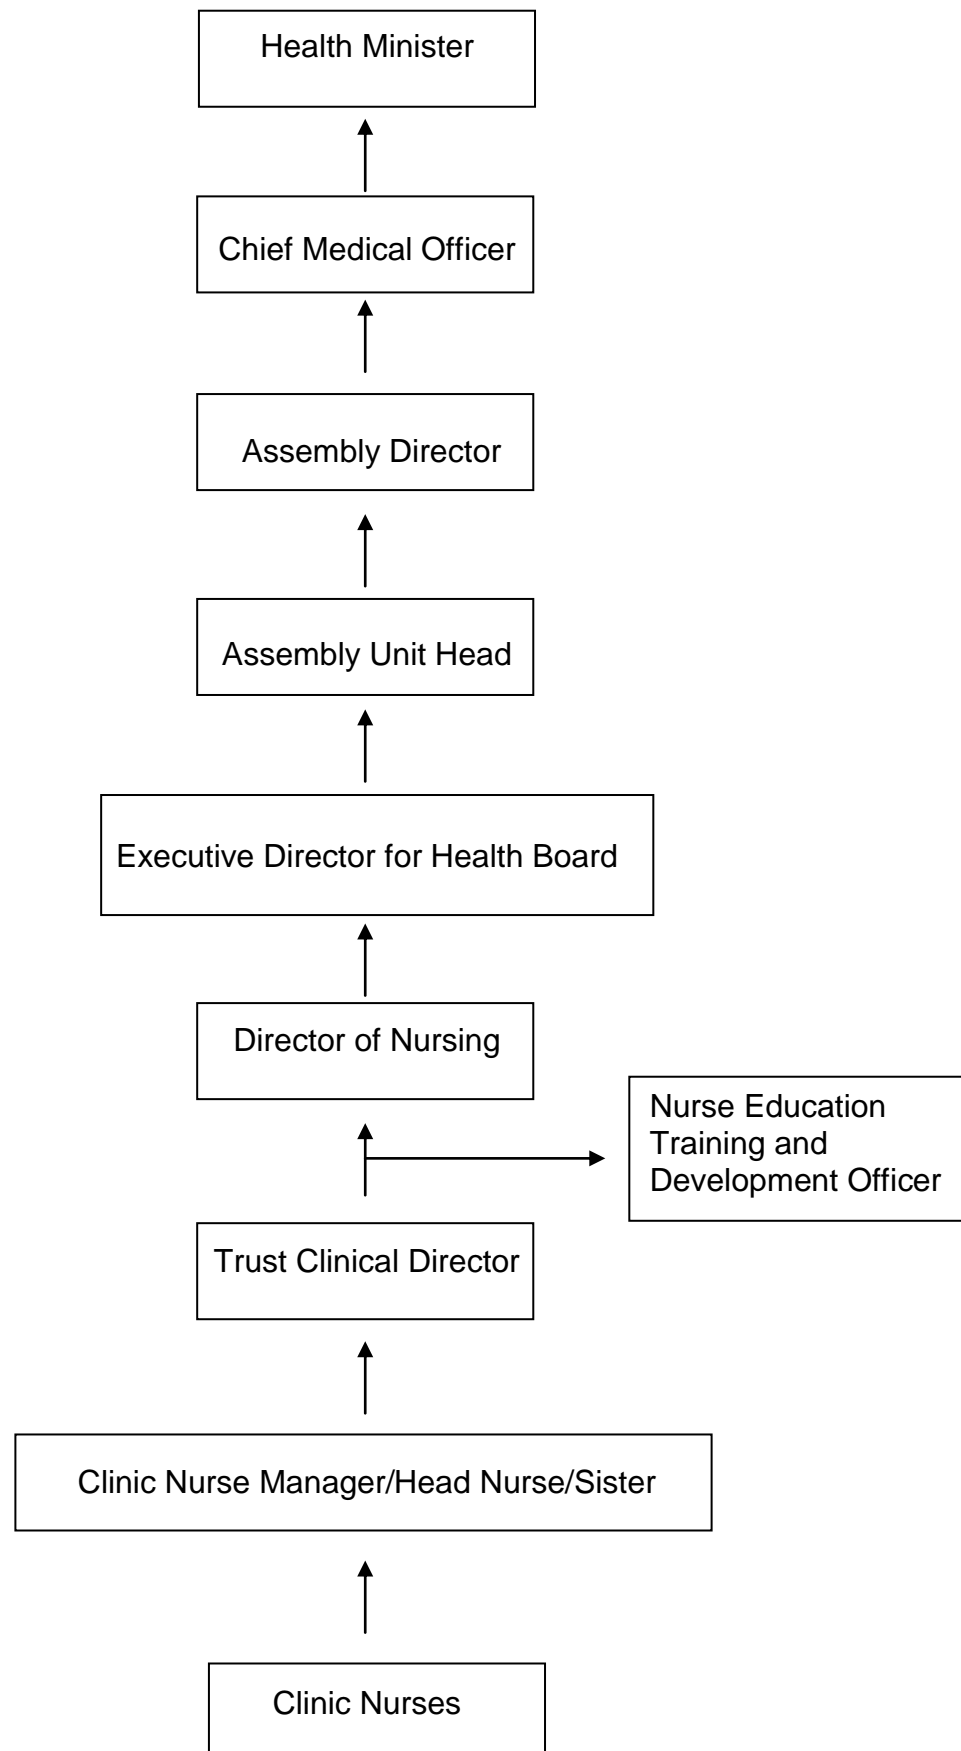 Health Minister
Chief Medical Officer
Assembly Director
Assembly Unit Head
Executive Director for Health Board
Director of Nursing
Nurse Education
Training and
Development Officer
Trust Clinical Director
Clinic Nurse Manager/Head Nurse/Sister
Clinic Nurses